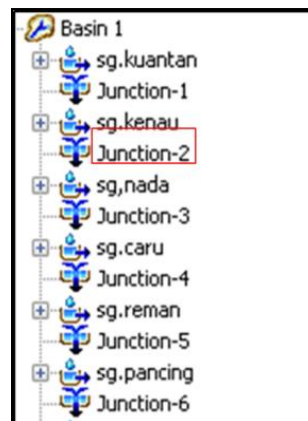 Basin 1
sg.kuantan
Junction-1
sg.kenau
Junction-2
sg,nada
Junction-3
sg.caru
Junction-4
sg.reman
Junction-5
sg.pancing
Junction-6